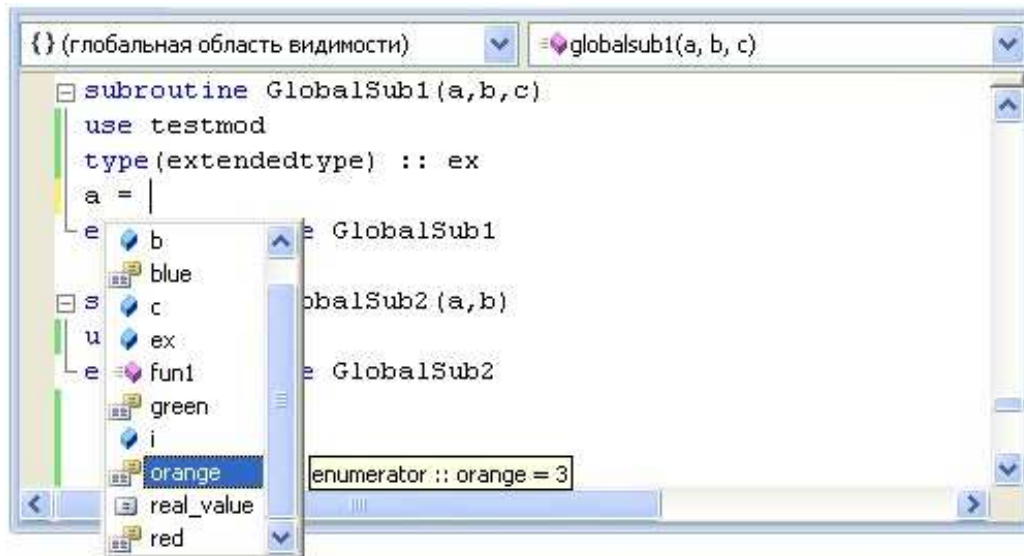 {} (глобальная область видимости)
globalsub1(a, b, c)
subroutine GlobalSub1(a,b,c)
use testmod
type(extendedtype) :: ex
a =
e e GlobalSub1
b
blue
s obalSub2(a,b)
c
u
ex
e e GlobalSub2
fun1
green
i
orange
enumerator :: orange = 3
real_value
red